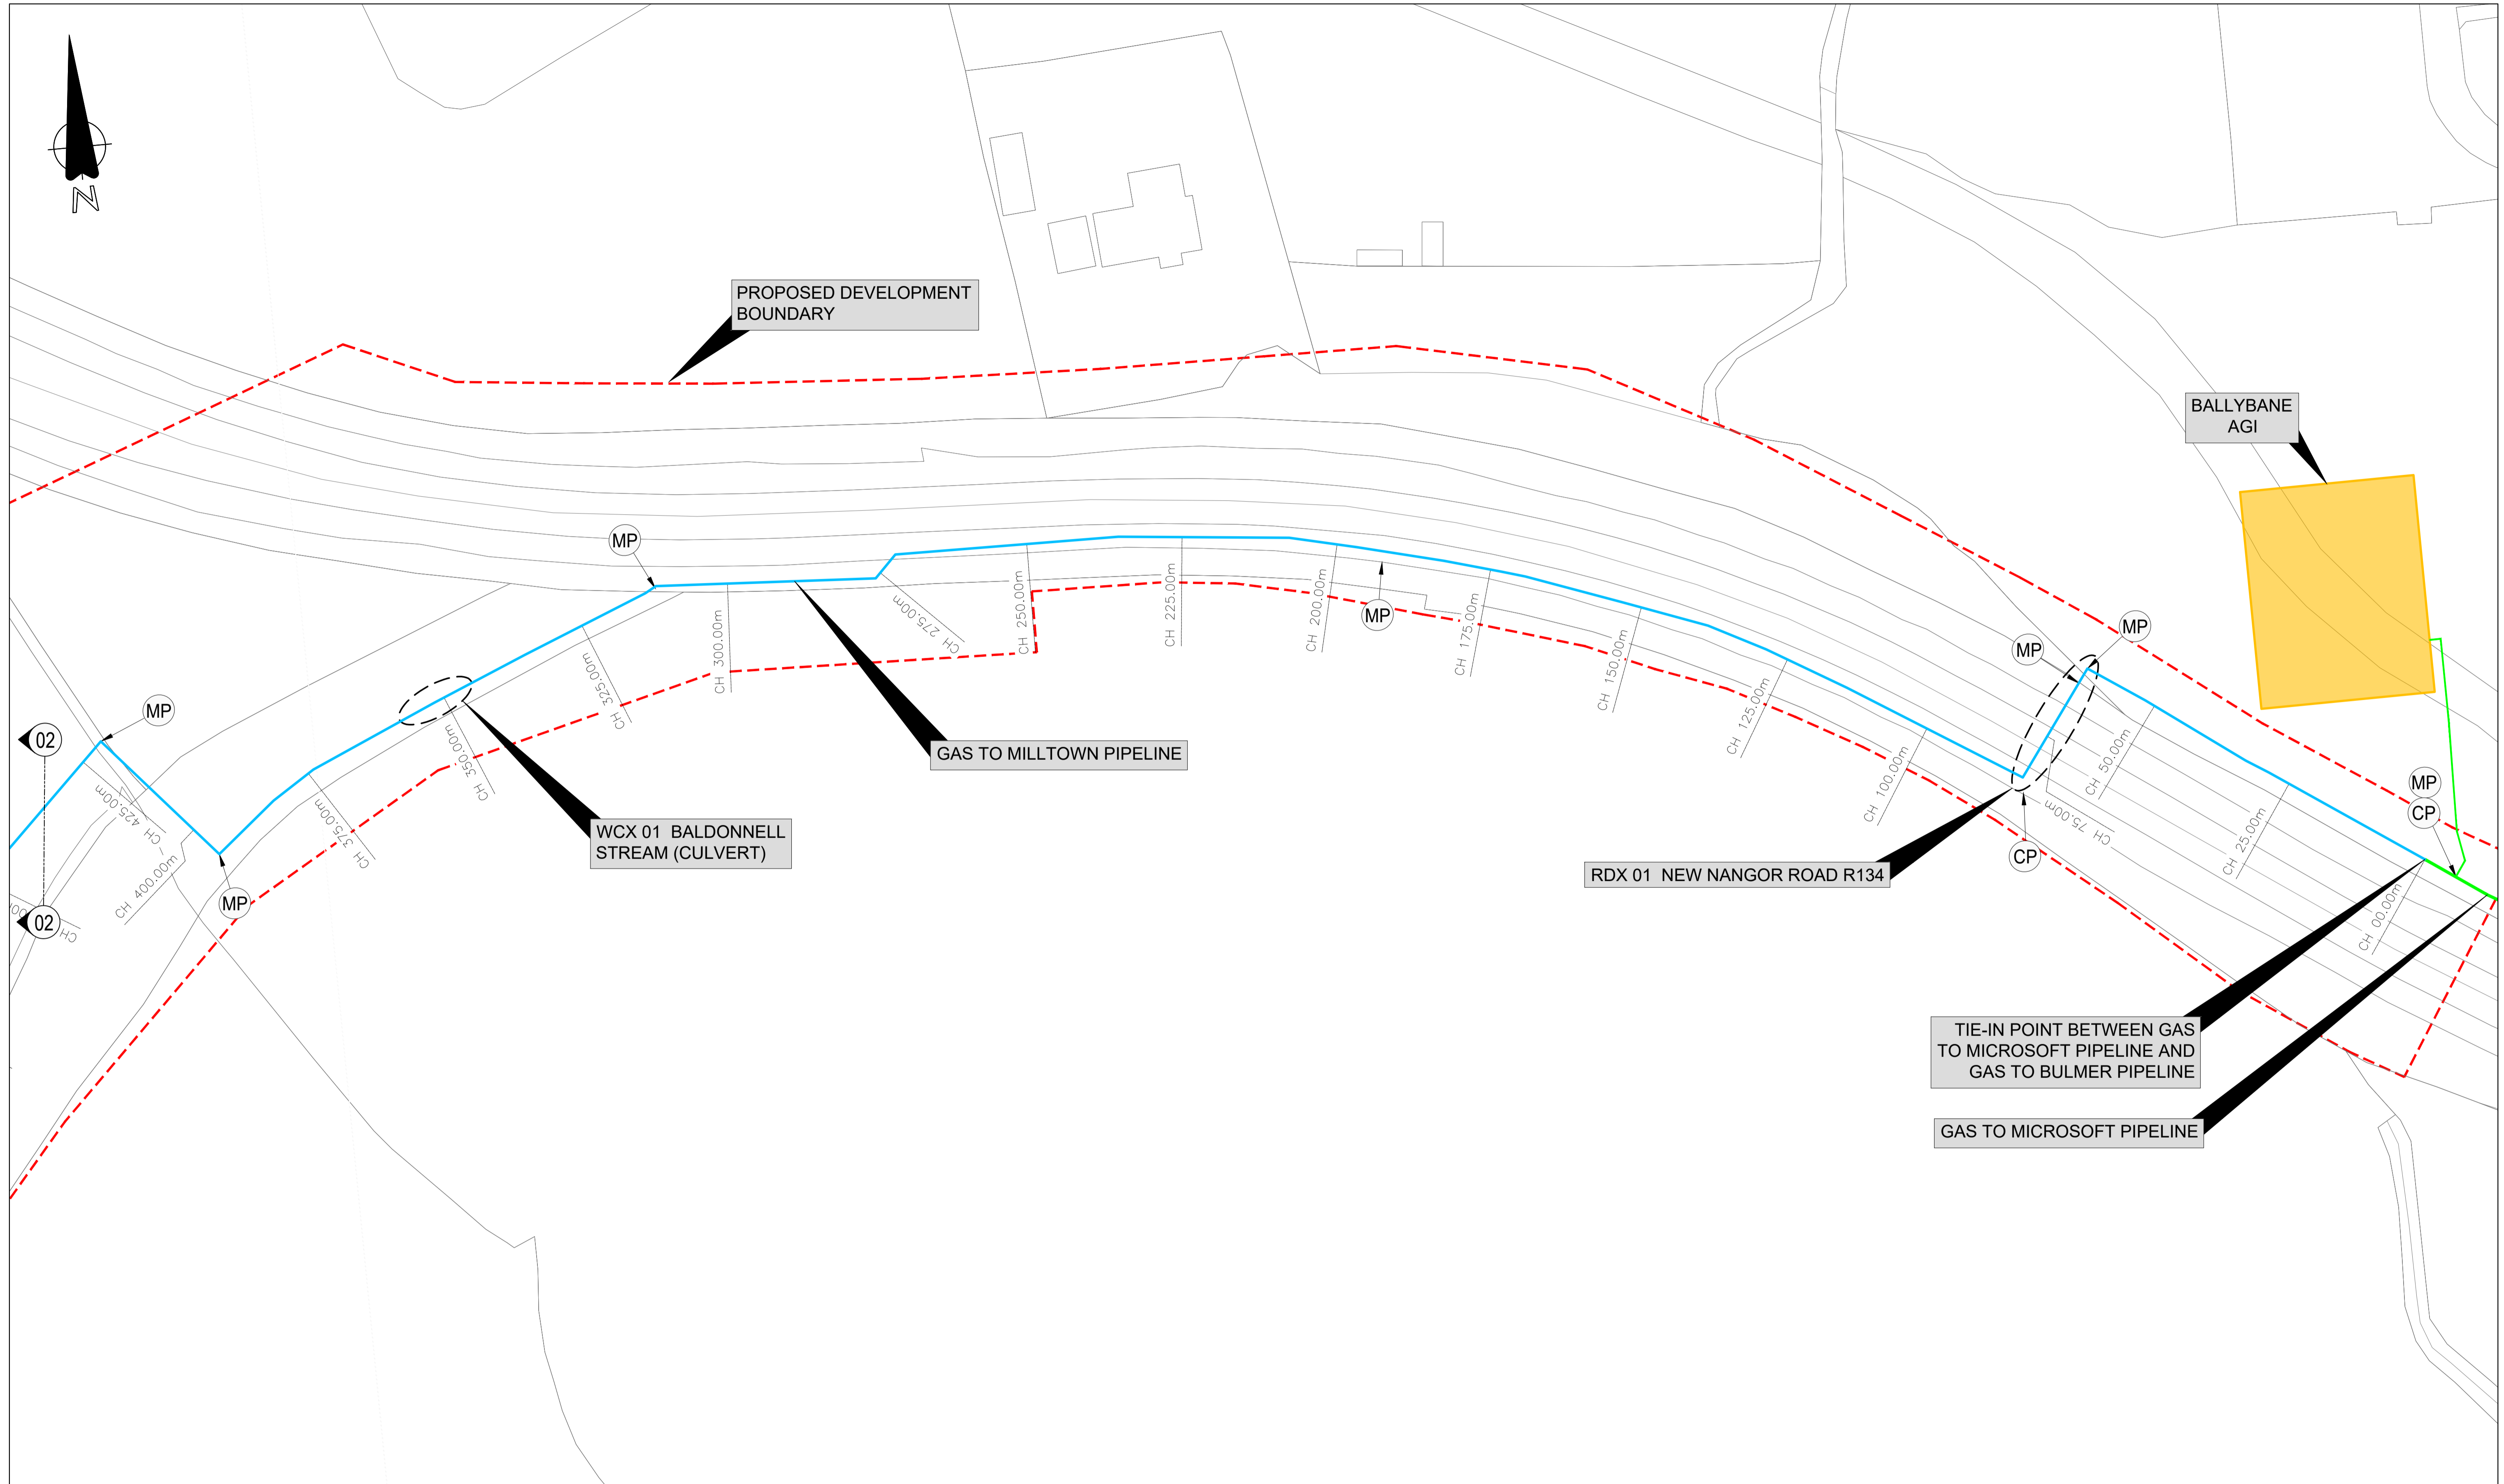 N
PROPOSED DEVELOPMENT
BOUNDARY
BALLYBANE
AGI
MP
MP
MP
MP
MP
MP
MP
CP
CP
MP
02
02
CH 00.00m
CH 25.00m
CH 50.00m
CH 75.00m
CH 100.00m
CH 125.00m
CH 150.00m
CH 175.00m
CH 200.00m
CH 225.00m
CH 250.00m
CH 275.00m
CH 300.00m
CH 325.00m
CH 350.00m
CH 375.00m
CH 400.00m
CH 425.00m
CH
GAS TO MILLTOWN PIPELINE
WCX 01 BALDONNELL
STREAM (CULVERT)
RDX 01 NEW NANGOR ROAD R134
TIE-IN POINT BETWEEN GAS
TO MICROSOFT PIPELINE AND
GAS TO BULMER PIPELINE
GAS TO MICROSOFT PIPELINE